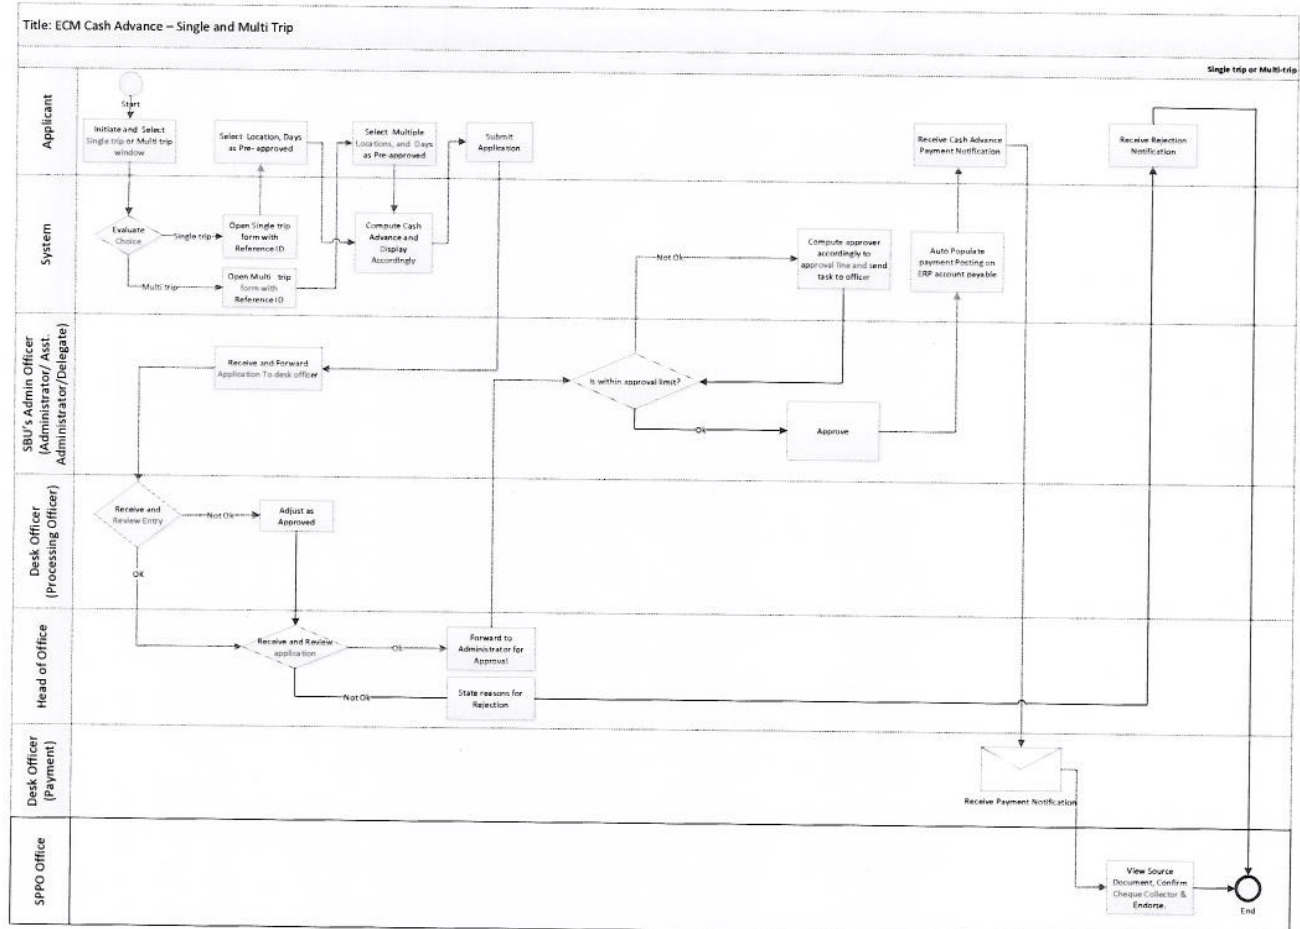 Title: ECM Cash Advance – Single and Multi Trip
Single trip or Multi-trip
Applicant
Start
Initiate and Select
Single trip or Multi trip
window
Select Location, Days
as Pre-approved
Select Multiple
Locations, and Days
as Pre-approved
Submit
Application
Receive Cash Advance
Payment Notification
Receive Rejection
Notification
System
Evaluate
Choice
Single trip
Open Single trip
form with
Reference ID
Multi trip
Open Multi trip
form with
Reference ID
Compute Cash
Advance and
Display
Accordingly
Not Ok
Compute approver
accordingly to
approval line and send
task to officer
Auto Populate
payment Posting on
ERP account payable
SBU's Admin Officer
(Administrator/ Asst.
Administrator/Delegate)
Receive and Forward
Application To desk officer
Is within approval limit?
Ok
Approve
Desk Officer
(Processing Officer)
Receive and
Review Entry
Not Ok
Adjust as
Approved
OK
Head of Office
Receive and Review
application
Ok
Forward to
Administrator for
Approval
Not Ok
State reasons for
Rejection
Desk Officer
(Payment)
Receive Payment Notification
SPPO Office
View Source
Document, Confirm
Cheque Collector &
Endorse.
End